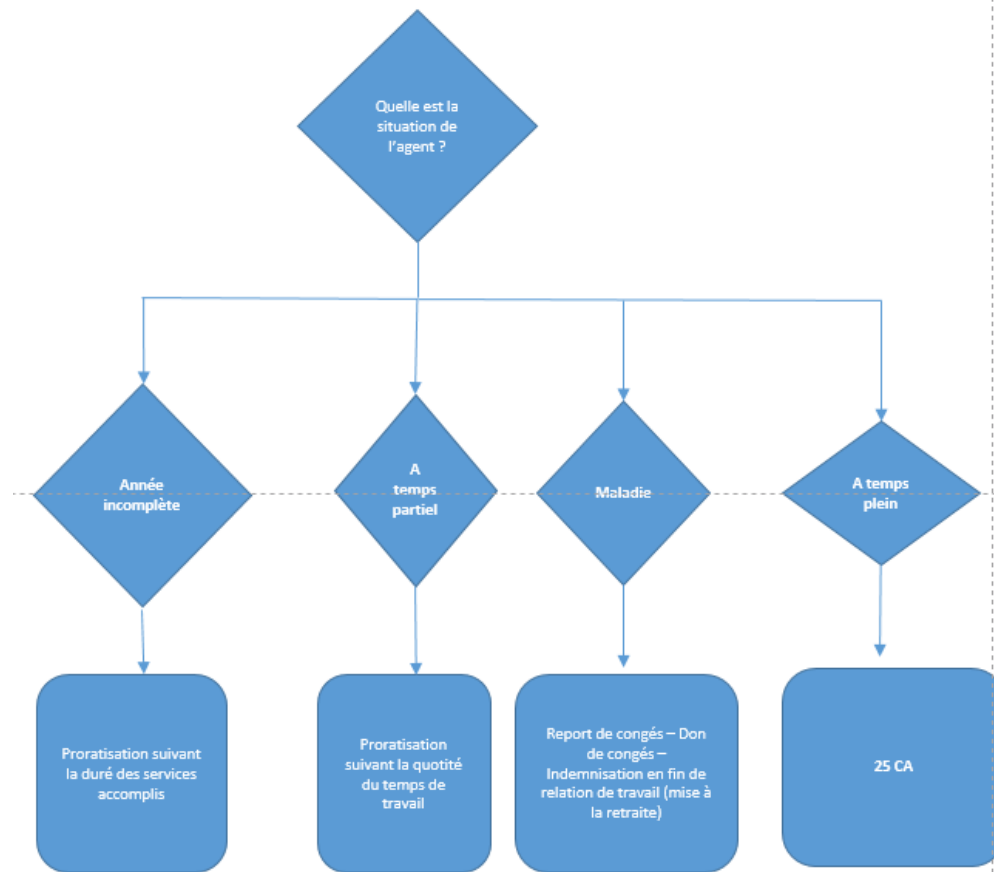 Quelle est la
situation de
l'agent ?
Année
incomplète
A
temps
partiel
Maladie
A temps
plein
Proratisation suivant
la duré des services
accomplis
Proratisation
suivant la quotité
du temps de
travail
Report de congés – Don
de congés –
Indemnisation en fin de
relation de travail (mise à
la retraite)
25 CA